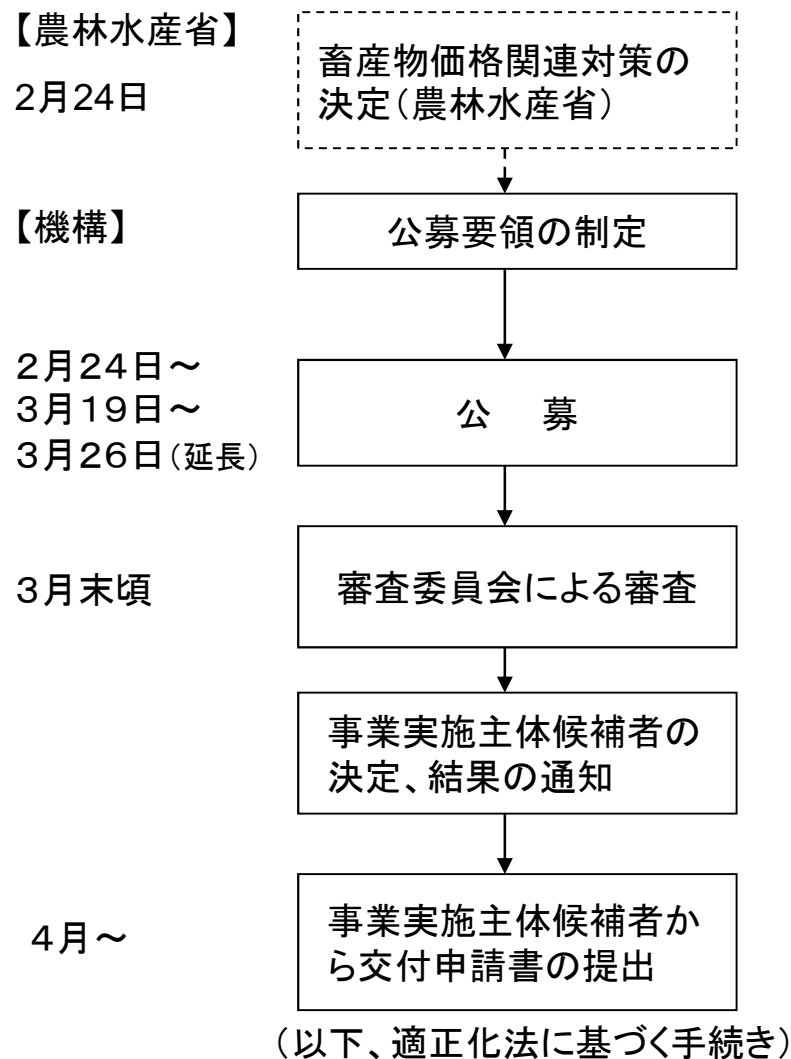 【農林水産省】
2月24日
畜産物価格関連対策の
決定（農林水産省）
【機構】
公募要領の制定
２月２４日～
３月１９日～
３月２６日（延長）
公　募
３月末頃
審査委員会による審査
事業実施主体候補者の
決定、結果の通知
４月～
事業実施主体候補者か
ら交付申請書の提出
（以下、適正化法に基づく手続き）